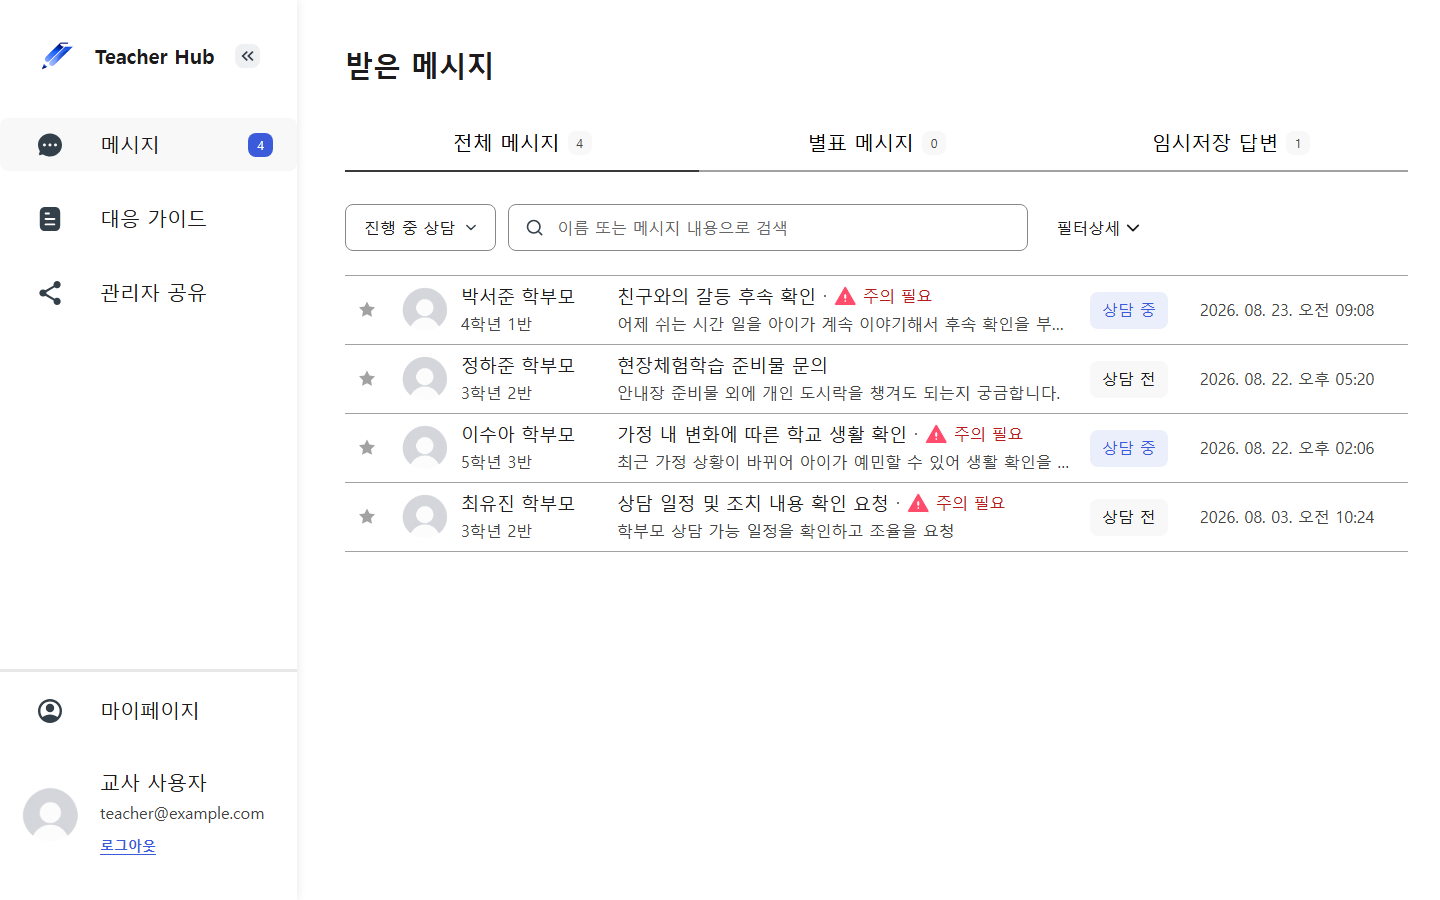 Teacher Hub
메시지
4
대응 가이드
관리자 공유
마이페이지
교사 사용자
teacher@example.com
로그아웃
받은 메시지
전체 메시지 4
별표 메시지 0
임시저장 답변 1
진행 중 상담
이름 또는 메시지 내용으로 검색
필터상세
박서준 학부모
4학년 1반
친구와의 갈등 후속 확인 · 주의 필요
어제 쉬는 시간 일을 아이가 계속 이야기해서 후속 확인을 부...
상담 중
2026. 08. 23. 오전 09:08
정하준 학부모
3학년 2반
현장체험학습 준비물 문의
안내장 준비물 외에 개인 도시락을 챙겨도 되는지 궁금합니다.
상담 전
2026. 08. 22. 오후 05:20
이수아 학부모
5학년 3반
가정 내 변화에 따른 학교 생활 확인 · 주의 필요
최근 가정 상황이 바뀌어 아이가 예민할 수 있어 생활 확인을 ...
상담 중
2026. 08. 22. 오후 02:06
최유진 학부모
3학년 2반
상담 일정 및 조치 내용 확인 요청 · 주의 필요
학부모 상담 가능 일정을 확인하고 조율을 요청
상담 전
2026. 08. 03. 오전 10:24